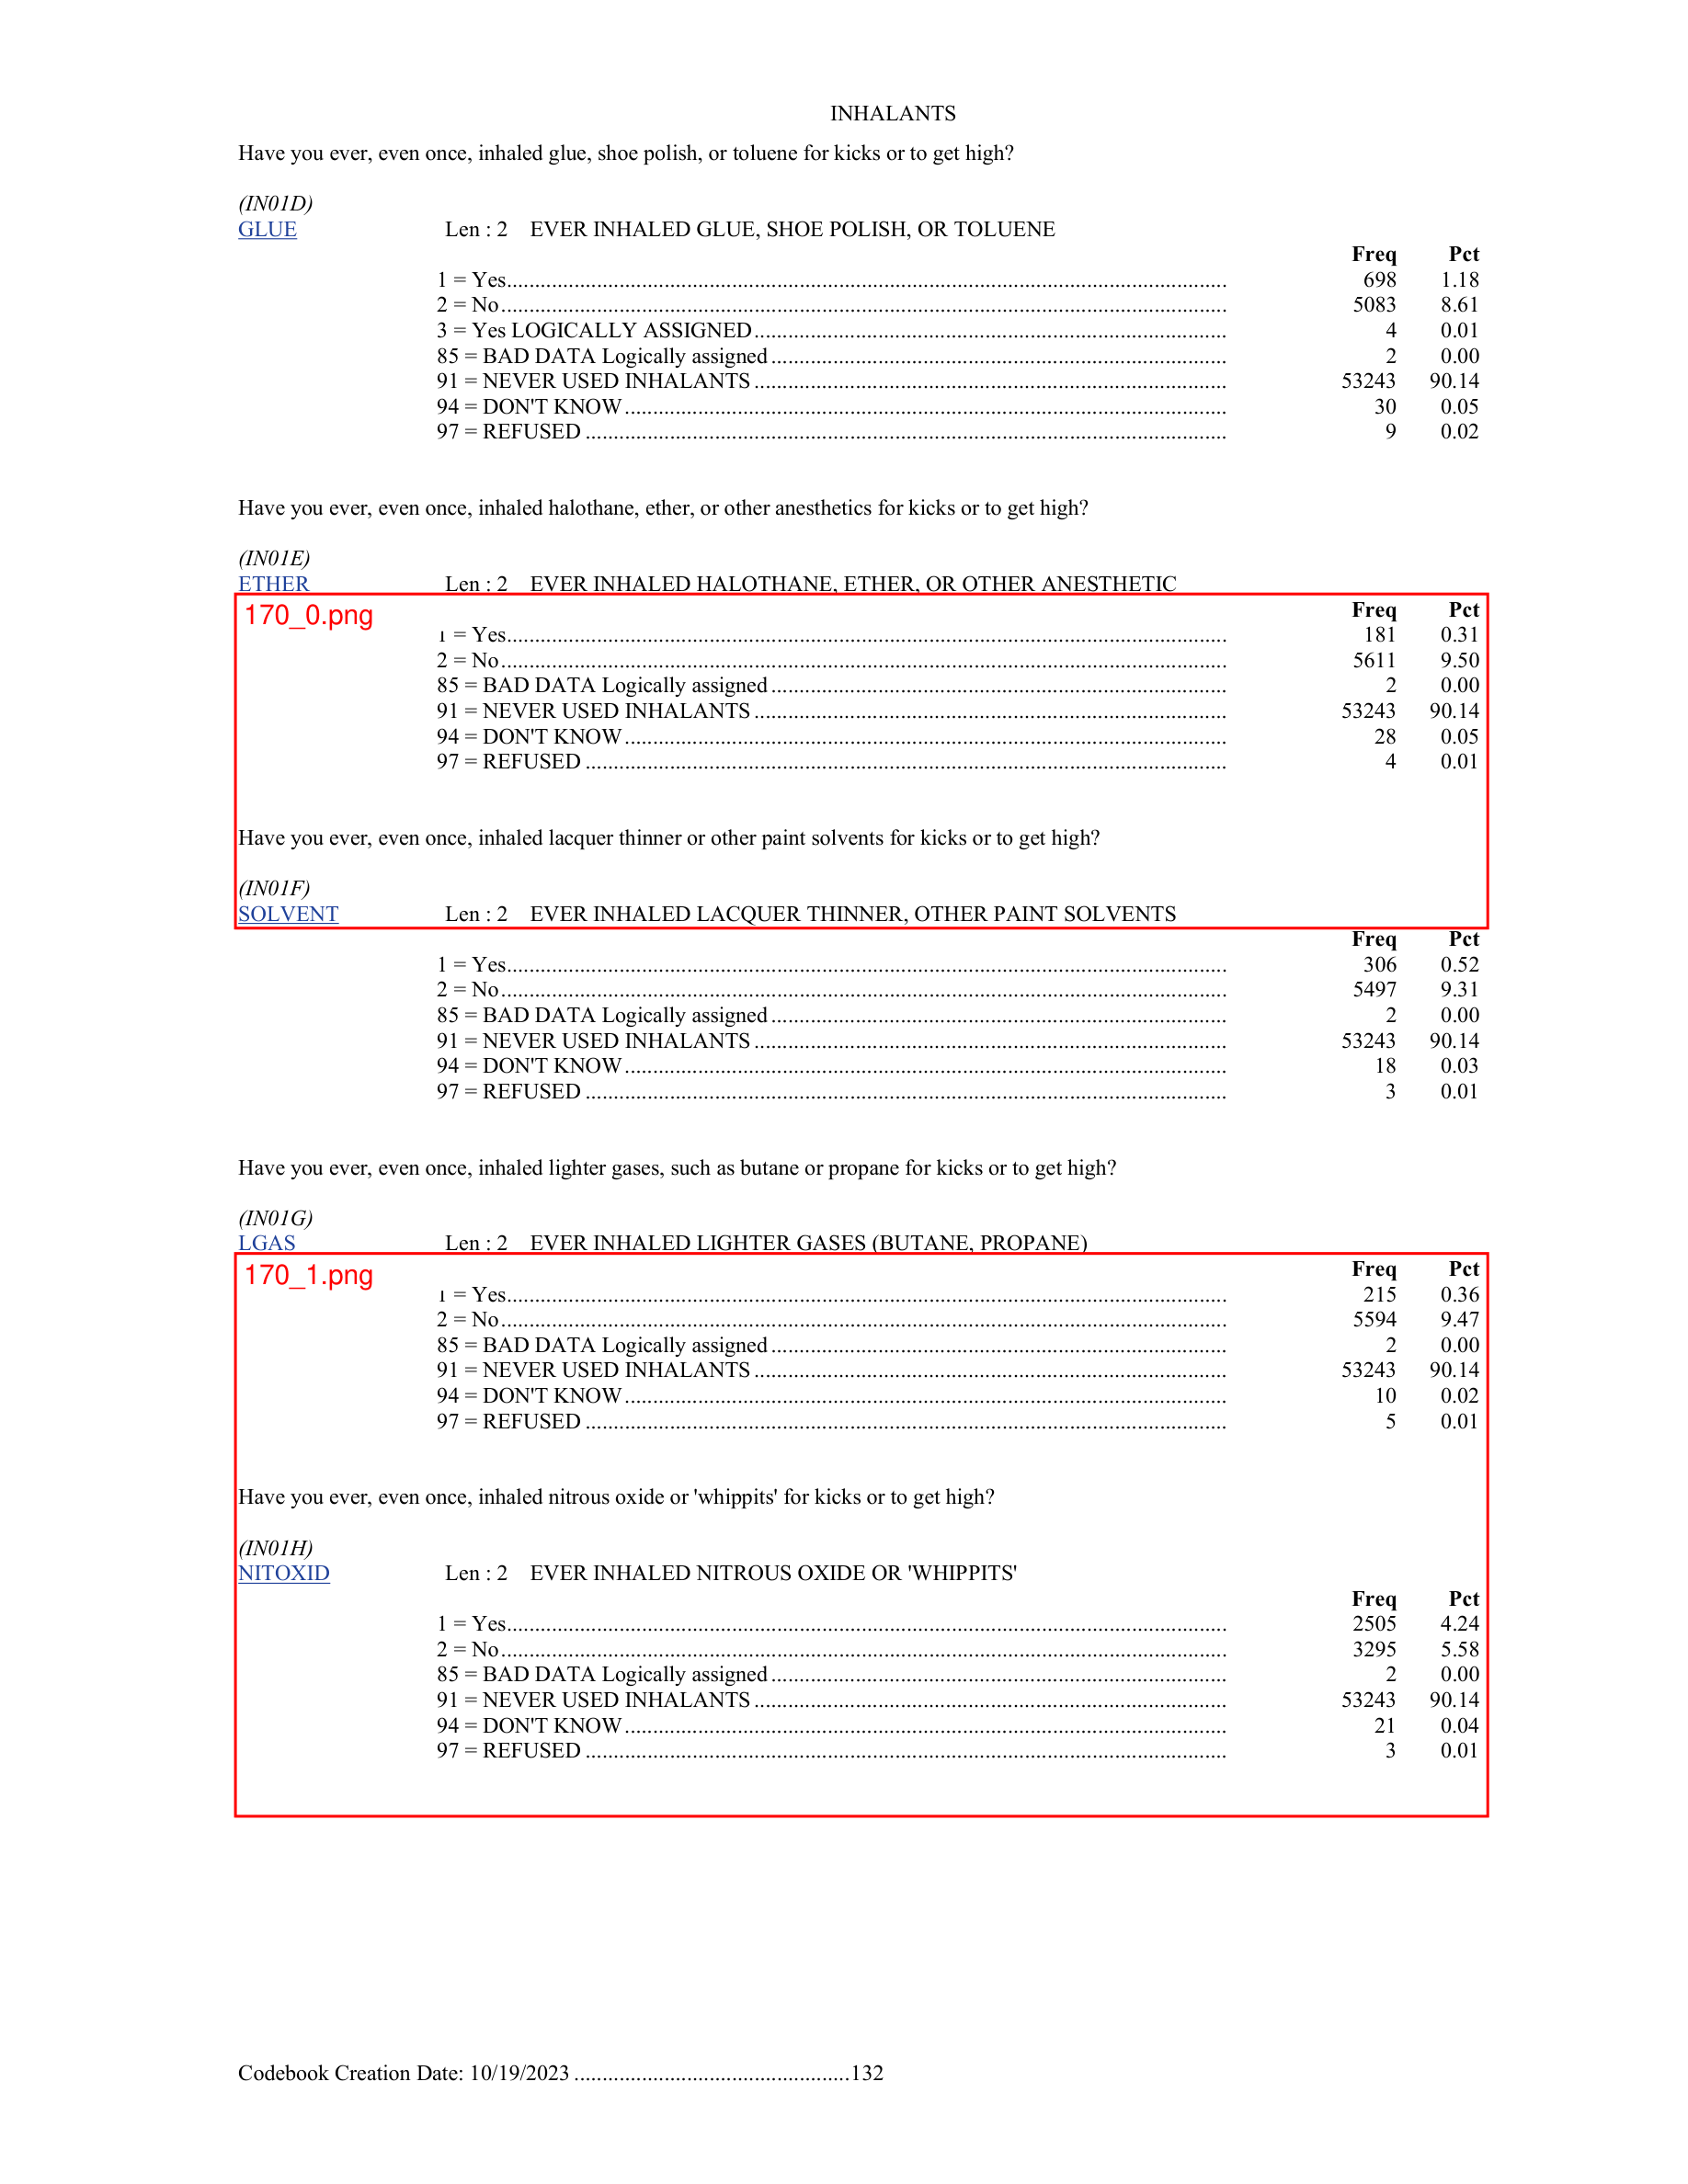 INHALANTS
Have you ever, even once, inhaled glue, shoe polish, or toluene for kicks or to get high?
(IN01D)
GLUE Len : 2 EVER INHALED GLUE, SHOE POLISH, OR TOLUENE
Freq Pct
1 = Yes 698 1.18
2 = No 5083 8.61
3 = Yes LOGICALLY ASSIGNED 4 0.01
85 = BAD DATA Logically assigned 2 0.00
91 = NEVER USED INHALANTS 53243 90.14
94 = DON'T KNOW 30 0.05
97 = REFUSED 9 0.02
Have you ever, even once, inhaled halothane, ether, or other anesthetics for kicks or to get high?
(IN01E)
ETHER Len : 2 EVER INHALED HALOTHANE, ETHER, OR OTHER ANESTHETIC
170_0.png Freq Pct
1 = Yes 181 0.31
2 = No 5611 9.50
85 = BAD DATA Logically assigned 2 0.00
91 = NEVER USED INHALANTS 53243 90.14
94 = DON'T KNOW 28 0.05
97 = REFUSED 4 0.01
Have you ever, even once, inhaled lacquer thinner or other paint solvents for kicks or to get high?
(IN01F)
SOLVENT Len : 2 EVER INHALED LACQUER THINNER, OTHER PAINT SOLVENTS
Freq Pct
1 = Yes 306 0.52
2 = No 5497 9.31
85 = BAD DATA Logically assigned 2 0.00
91 = NEVER USED INHALANTS 53243 90.14
94 = DON'T KNOW 18 0.03
97 = REFUSED 3 0.01
Have you ever, even once, inhaled lighter gases, such as butane or propane for kicks or to get high?
(IN01G)
LGAS Len : 2 EVER INHALED LIGHTER GASES (BUTANE, PROPANE)
170_1.png Freq Pct
1 = Yes 215 0.36
2 = No 5594 9.47
85 = BAD DATA Logically assigned 2 0.00
91 = NEVER USED INHALANTS 53243 90.14
94 = DON'T KNOW 10 0.02
97 = REFUSED 5 0.01
Have you ever, even once, inhaled nitrous oxide or 'whippits' for kicks or to get high?
(IN01H)
NITOXID Len : 2 EVER INHALED NITROUS OXIDE OR 'WHIPPITS'
Freq Pct
1 = Yes 2505 4.24
2 = No 3295 5.58
85 = BAD DATA Logically assigned 2 0.00
91 = NEVER USED INHALANTS 53243 90.14
94 = DON'T KNOW 21 0.04
97 = REFUSED 3 0.01
Codebook Creation Date: 10/19/2023 .................................................132